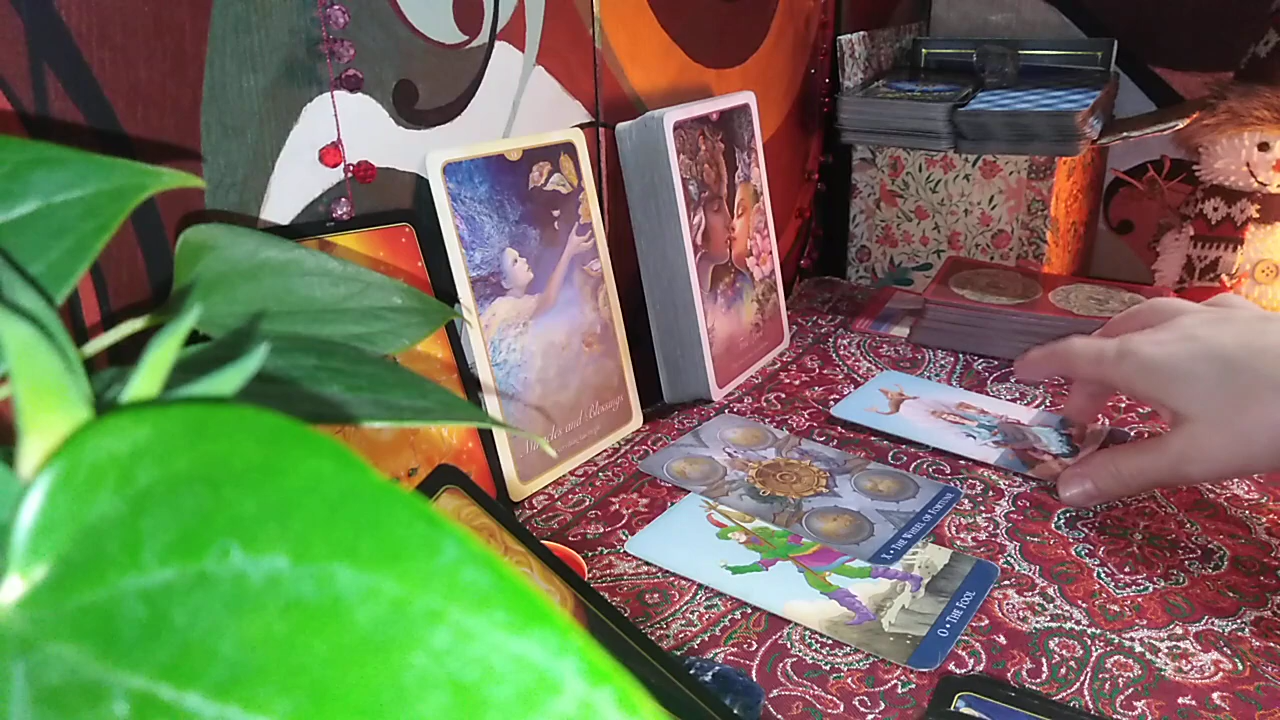 Miracles and Blessings
X • THE WHEEL OF FORTUNE
0 • THE FOOL